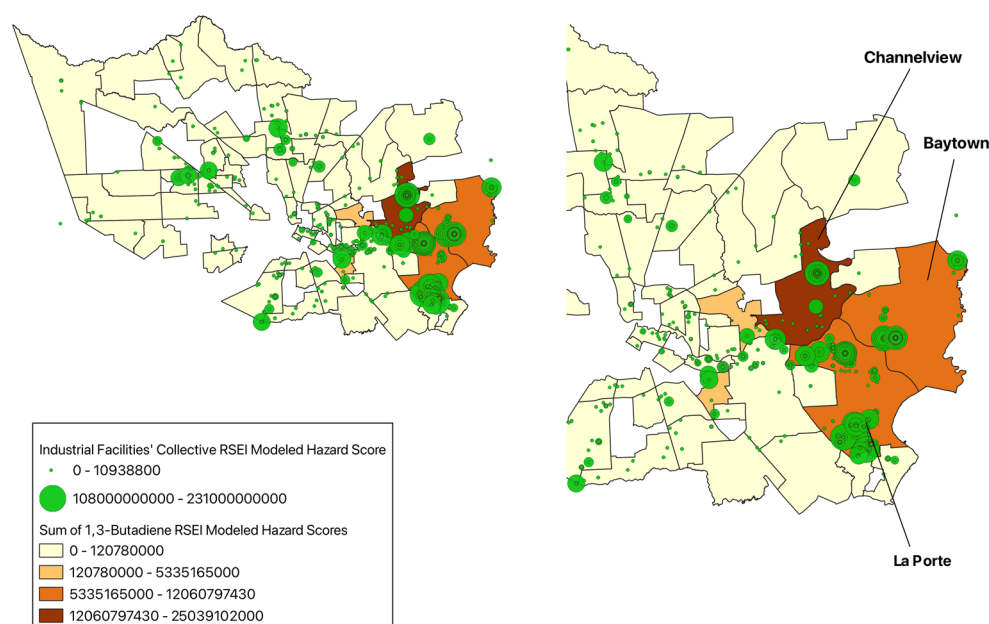 Channelview
Baytown
La Porte
Industrial Facilities' Collective RSEI Modeled Hazard Score
0 - 10938800
108000000000 - 231000000000
Sum of 1,3-Butadiene RSEI Modeled Hazard Scores
0 - 120780000
120780000 - 5335165000
5335165000 - 12060797430
12060797430 - 25039102000